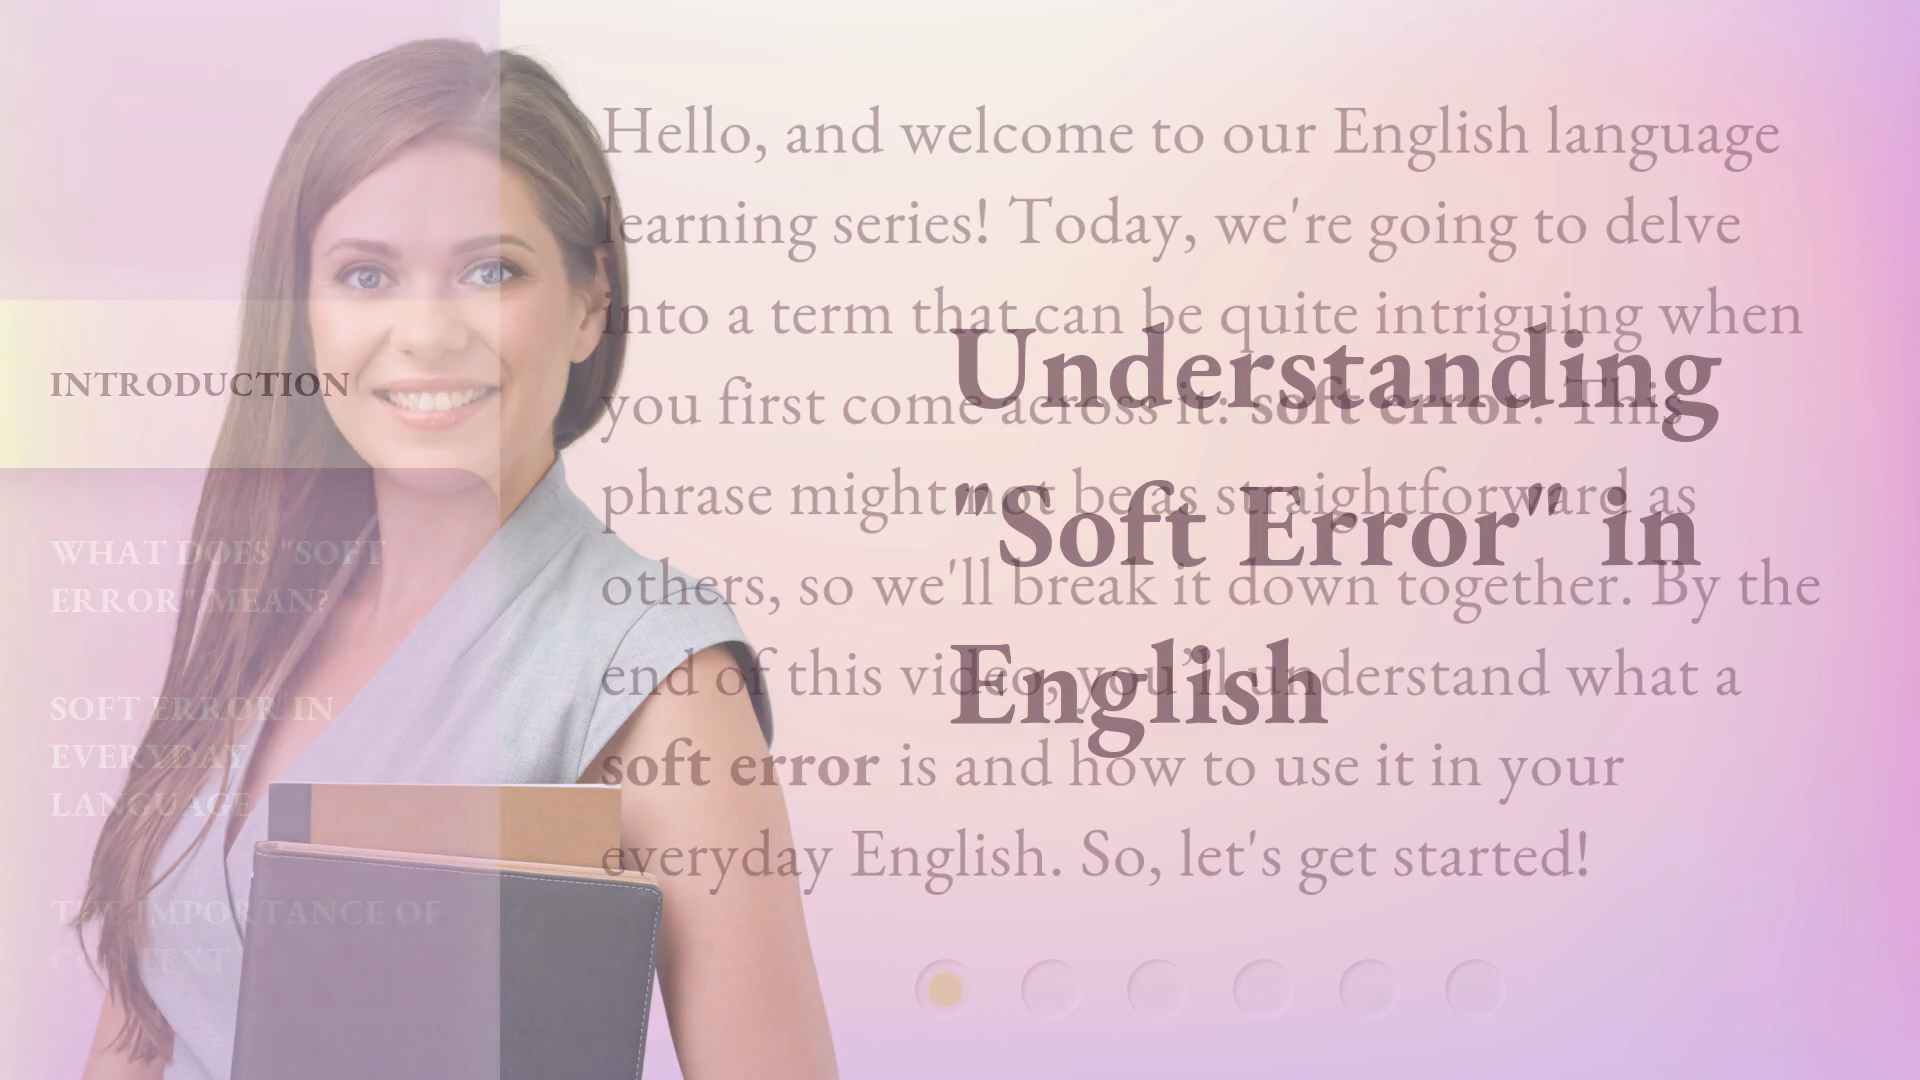 INTRODUCTION
WHAT DOES "SOFT
ERROR" MEAN?
SOFT ERROR IN
EVERYDAY
LANGUAGE
THE IMPORTANCE OF
CONTEXT
Hello, and welcome to our English language
learning series! Today, we're going to delve
into a term that can be quite intriguing when
you first come across it: soft error. This
phrase might not be as straightforward as
others, so we'll break it down together. By the
end of this video, you'll understand what a
soft error is and how to use it in your
everyday English. So, let's get started!
Understanding
"Soft Error" in
English